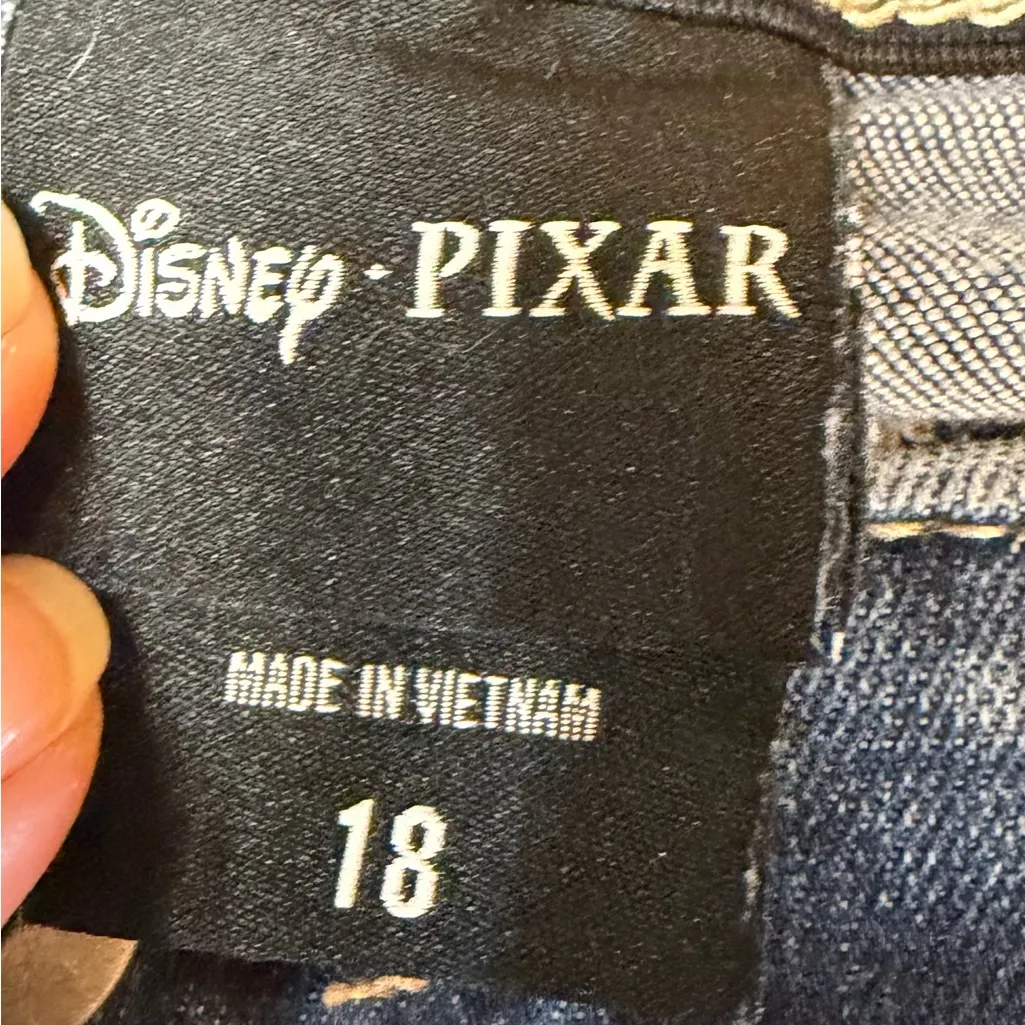 Disney · PIXAR
MADE IN VIETNAM
18